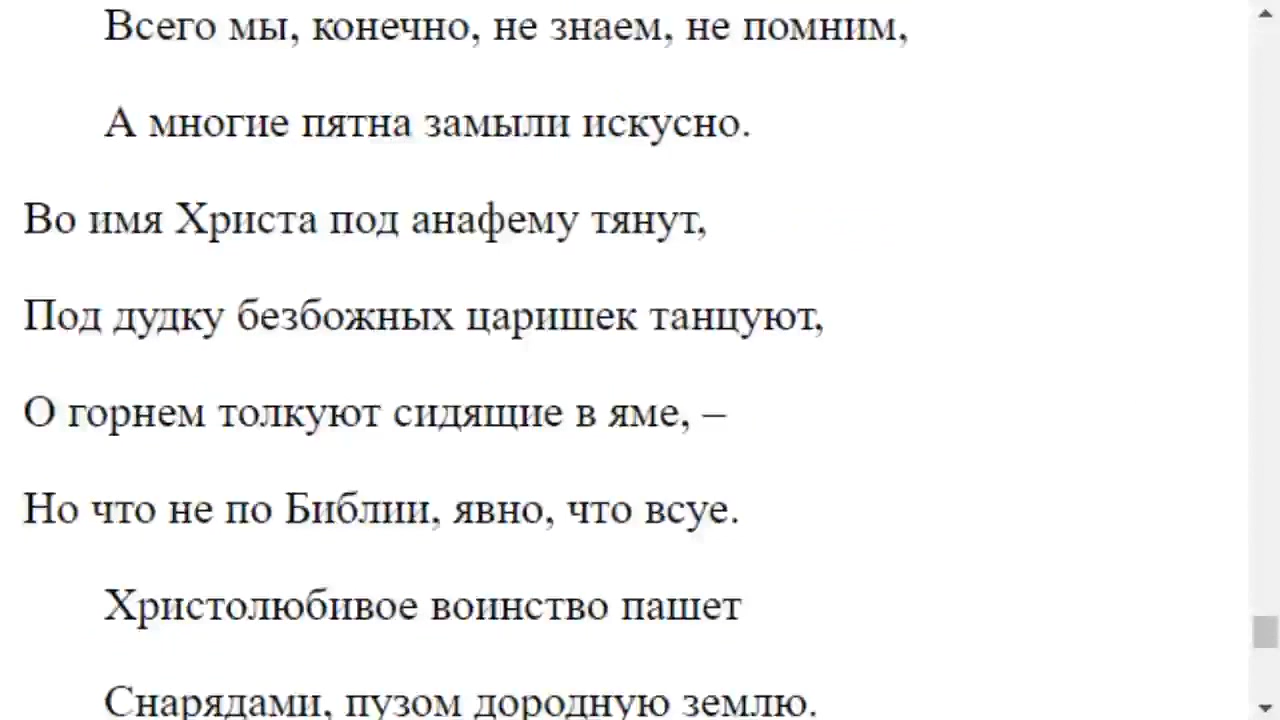 Всего мы, конечно, не знаем, не помним,
А многие пятна замыли искусно.
Во имя Христа под анафему тянут,
Под дудку безбожных царишек танцуют,
О горнем толкуют сидящие в яме, –
Но что не по Библии, явно, что всуе.
Христолюбивое воинство пашет
Снарядами, пузом дородную землю.